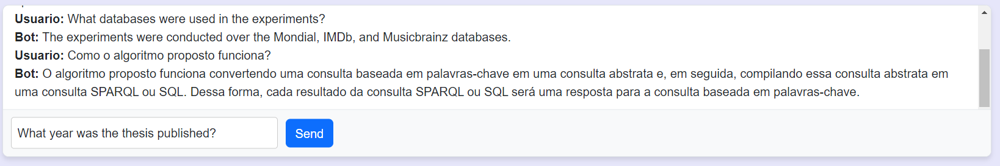 Usuario: What databases were used in the experiments?
Bot: The experiments were conducted over the Mondial, IMDb, and Musicbrainz databases.
Usuario: Como o algoritmo proposto funciona?
Bot: O algoritmo proposto funciona convertendo uma consulta baseada em palavras-chave em uma consulta abstrata e, em seguida, compilando essa consulta abstrata em
uma consulta SPARQL ou SQL. Dessa forma, cada resultado da consulta SPARQL ou SQL será uma resposta para a consulta baseada em palavras-chave.
What year was the thesis published?
Send